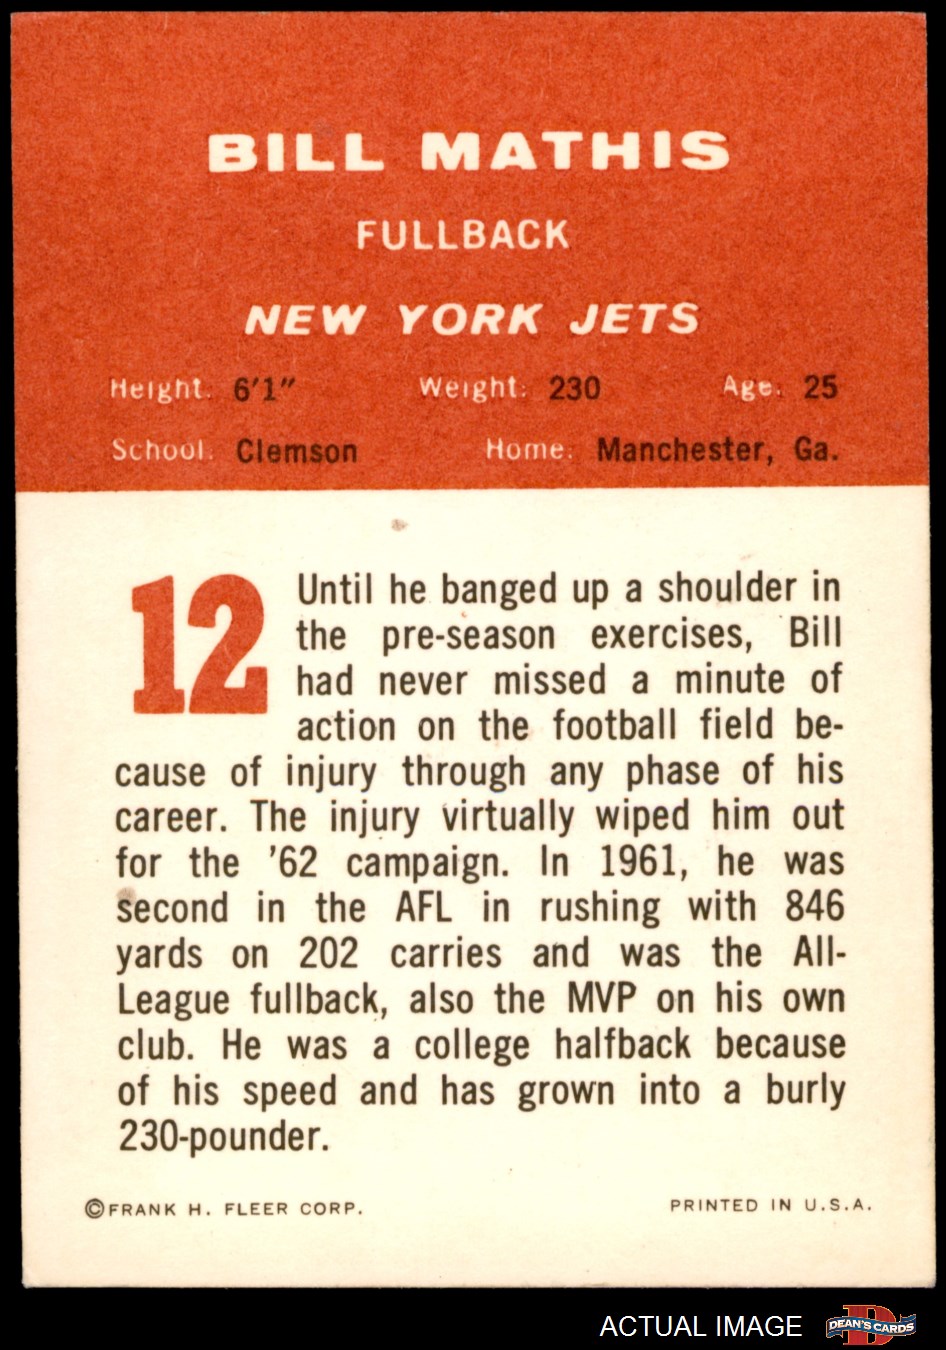 BILL MATHIS
FULLBACK
NEW YORK JETS
Height: 6'1" Weight: 230 Age: 25
School: Clemson Home: Manchester, Ga.
12
Until he banged up a shoulder in
the pre-season exercises, Bill
had never missed a minute of
action on the football field be-
cause of injury through any phase of his
career. The injury virtually wiped him out
for the '62 campaign. In 1961, he was
second in the AFL in rushing with 846
yards on 202 carries and was the All-
League fullback, also the MVP on his own
club. He was a college halfback because
of his speed and has grown into a burly
230-pounder.
©FRANK H. FLEER CORP. PRINTED IN U.S.A.
ACTUAL IMAGE D DEAN'S CARDS